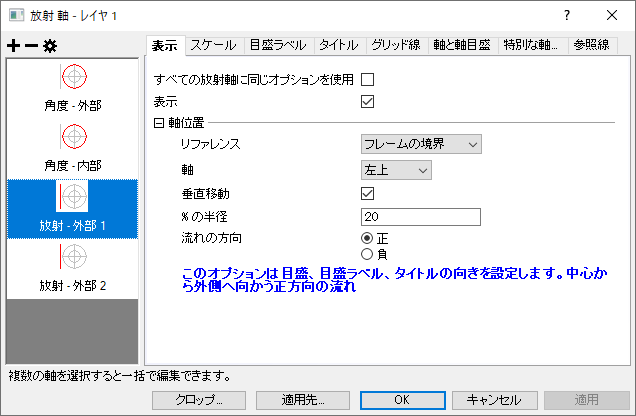 放射 軸 - レイヤ 1
表示 スケール 目盛ラベル タイトル グリッド線 軸と軸目盛 特別な軸... 参照線
角度 - 外部
角度 - 内部
放射 - 外部 1
放射 - 外部 2
すべての放射軸に同じオプションを使用
表示
軸位置
リファレンス フレームの境界
軸 左上
垂直移動
% の半径 20
流れの方向 正
負
このオプションは目盛、目盛ラベル、タイトルの向きを設定します。中心か
ら外側へ向かう正方向の流れ
複数の軸を選択すると一括で編集できます。
クロップ... 適用先... OK キャンセル 適用